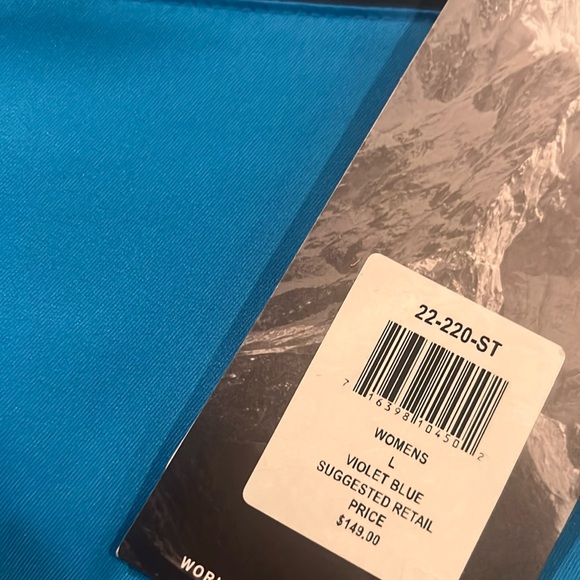 22-220-ST
7 16398 10450 2
WOMENS
L
VIOLET BLUE
SUGGESTED RETAIL
PRICE
$149.00